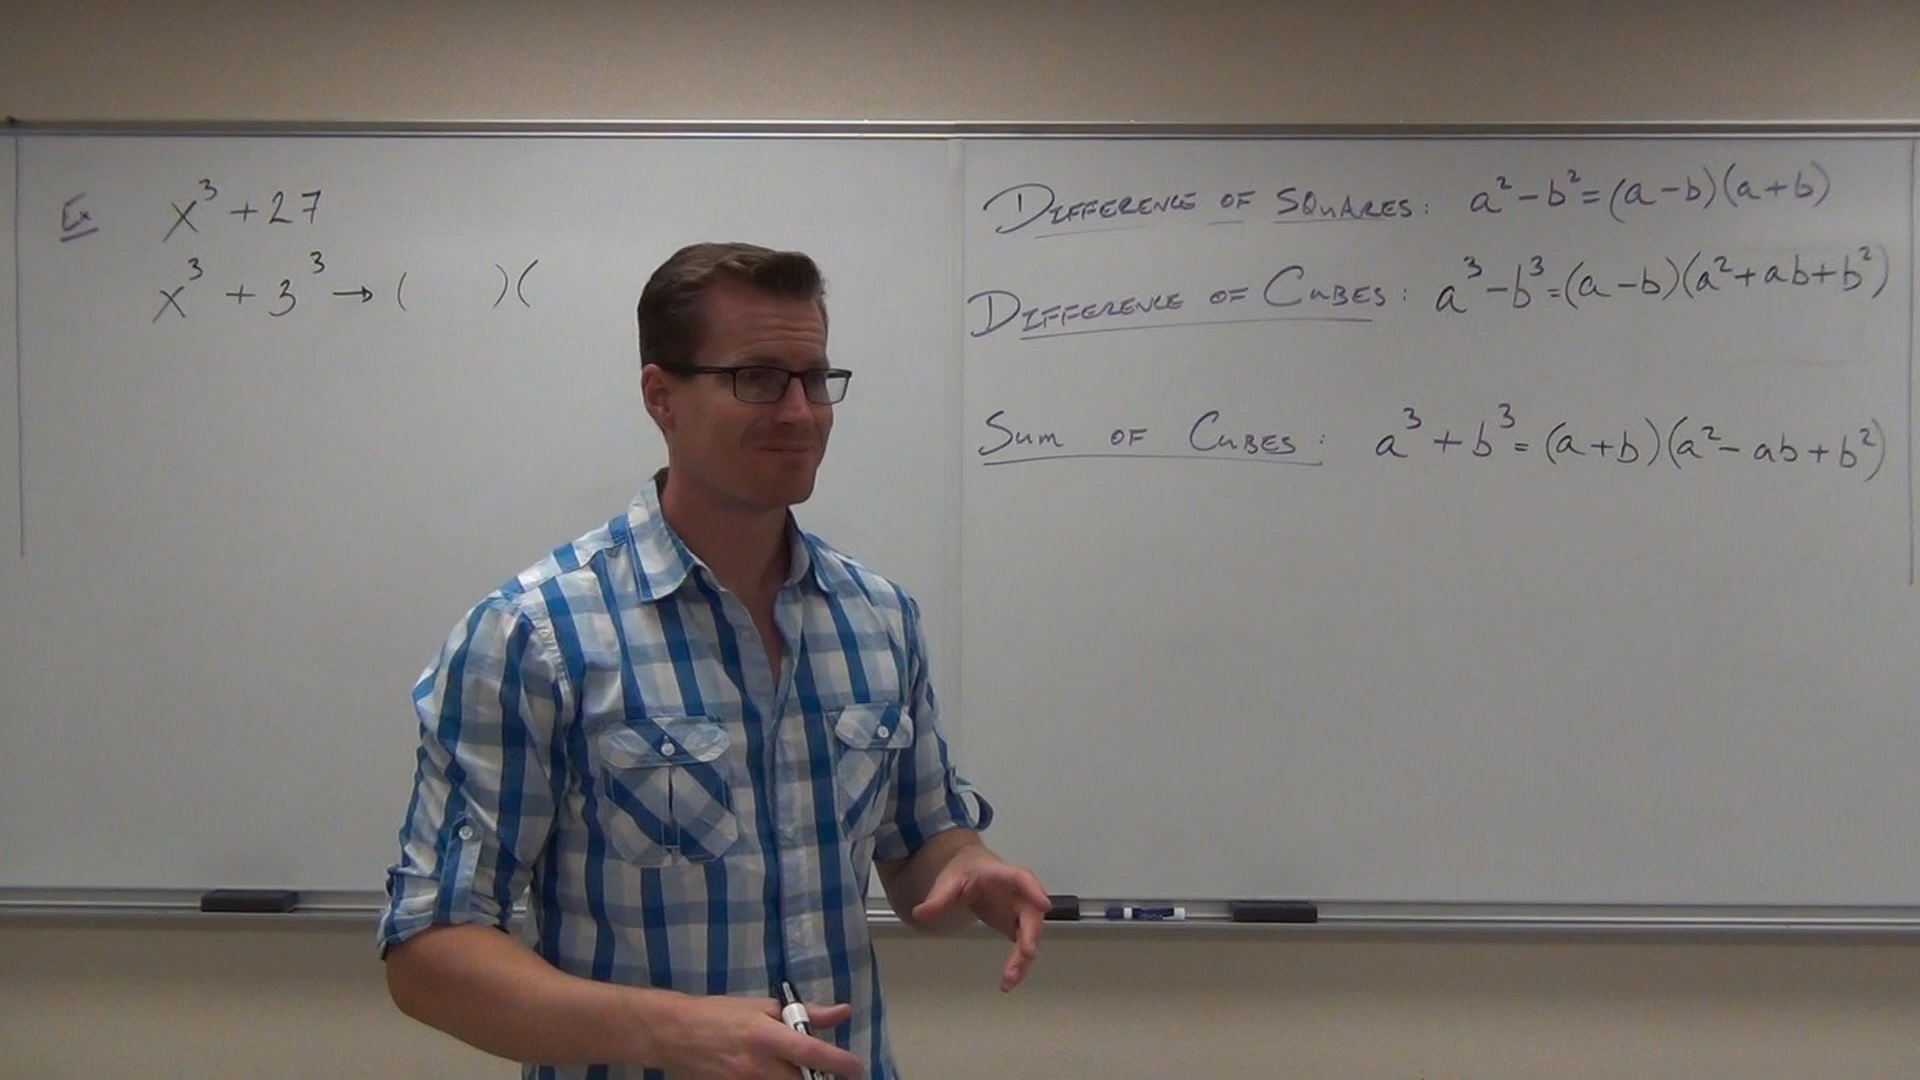 Ex x³ + 27
x³ + 3³ → ( )(
DIFFERENCE OF SQUARES: a² - b² = (a - b)(a + b)
DIFFERENCE OF CUBES: a³ - b³ = (a - b)(a² + ab + b²)
SUM OF CUBES: a³ + b³ = (a + b)(a² - ab + b²)